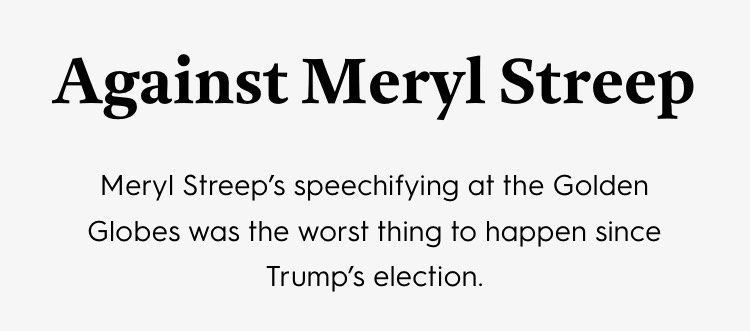 Against Meryl Streep
Meryl Streep’s speechifying at the Golden
Globes was the worst thing to happen since
Trump’s election.